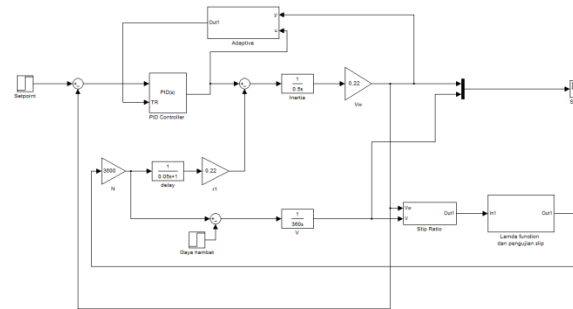 Out1
y
u
Adaptive
Setpoint
PID(s)
TR
PID Controller
1
0.5s
Inertia
0.22
Vw
3600
N
1
0.05s+1
delay
0.22
r1
Gaya hambat
1
360s
V
Vw
V
Out1
Slip Ratio
In1
Out1
Lamda function
dan pengujian slip